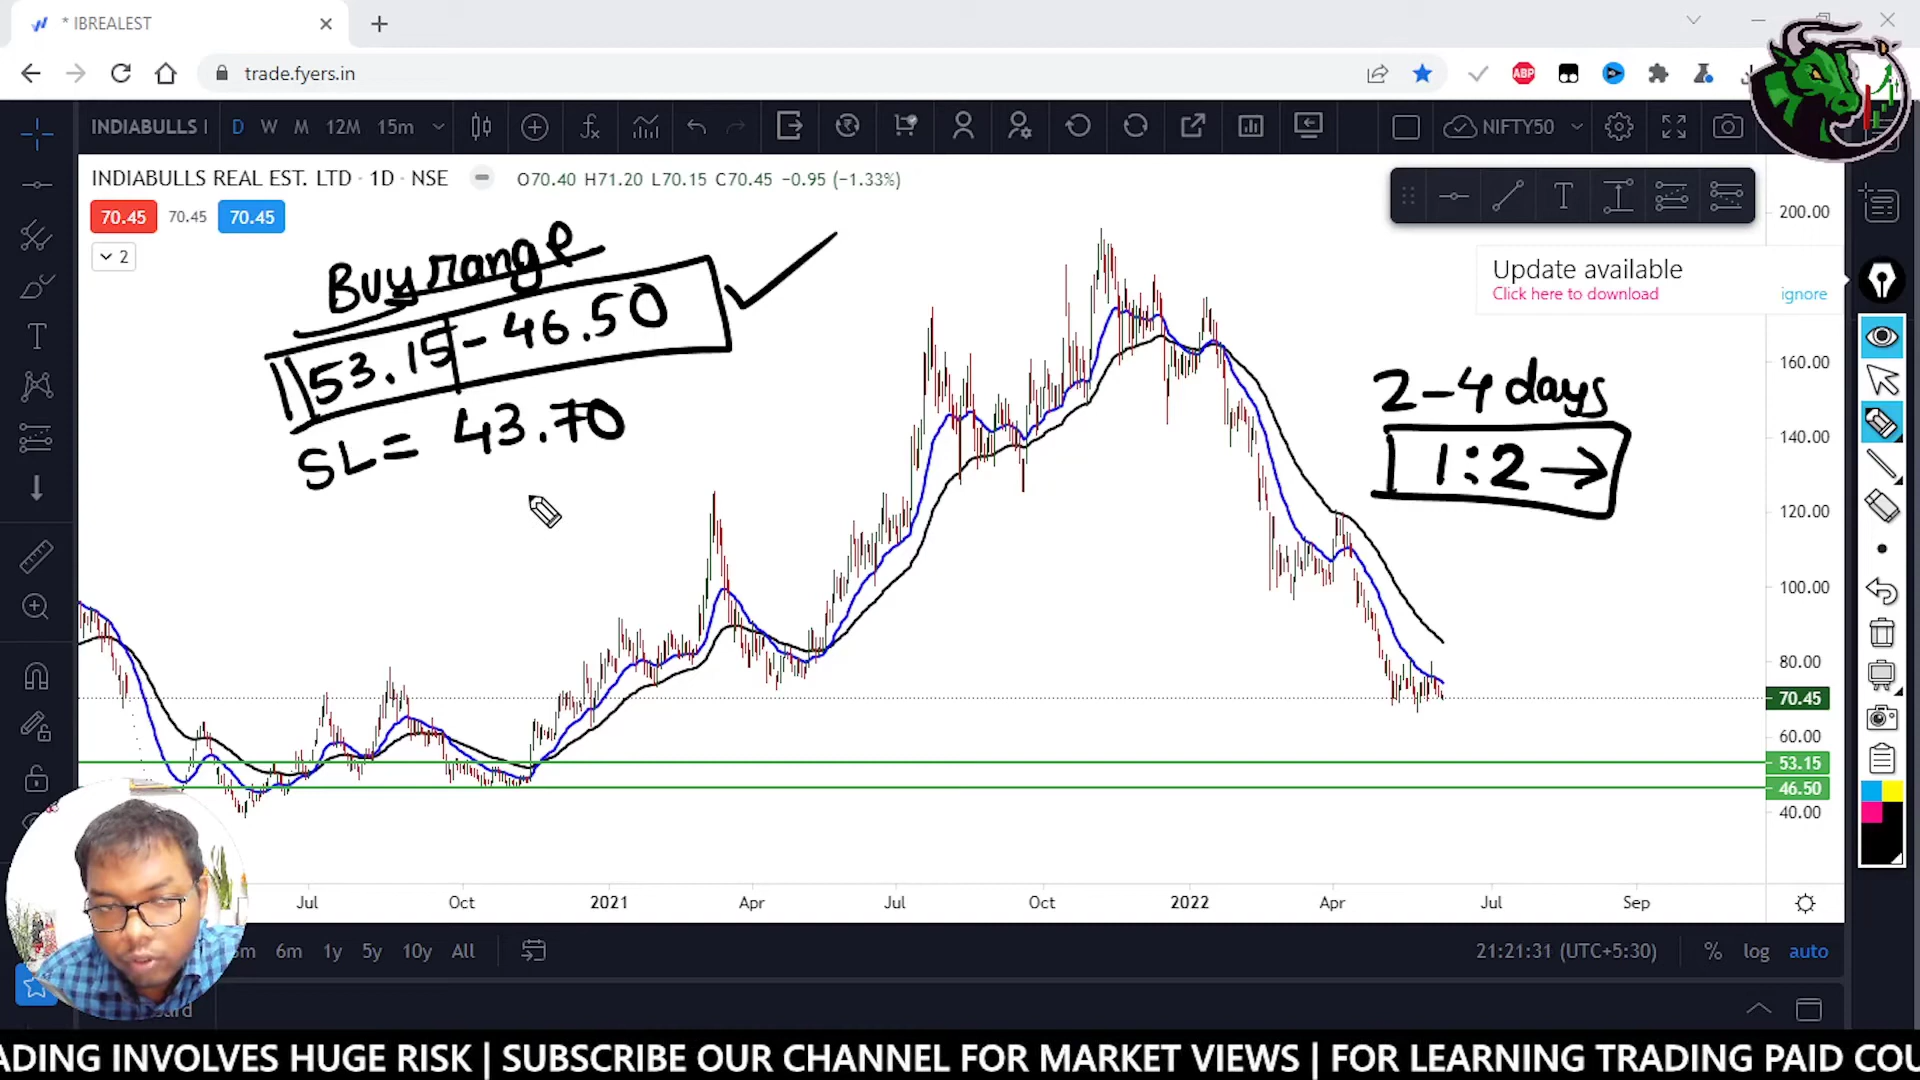 * IBREALEST
trade.fyers.in
ABP
INDIABULLS I D W M 12M 15m NIFTY50
INDIABULLS REAL EST. LTD · 1D · NSE O70.40 H71.20 L70.15 C70.45 −0.95 (−1.33%)
70.45 70.45 70.45
2
Buy range
53.15 - 46.50
SL = 43.70
2-4 days
1:2 →
Update available
Click here to download ignore
200.00
160.00
140.00
120.00
100.00
80.00
70.45
60.00
53.15
46.50
40.00
Jul Oct 2021 Apr Jul Oct 2022 Apr Jul Sep
6m 1y 5y 10y All 21:21:31 (UTC+5:30) % log auto
ADING INVOLVES HUGE RISK | SUBSCRIBE OUR CHANNEL FOR MARKET VIEWS | FOR LEARNING TRADING PAID COU